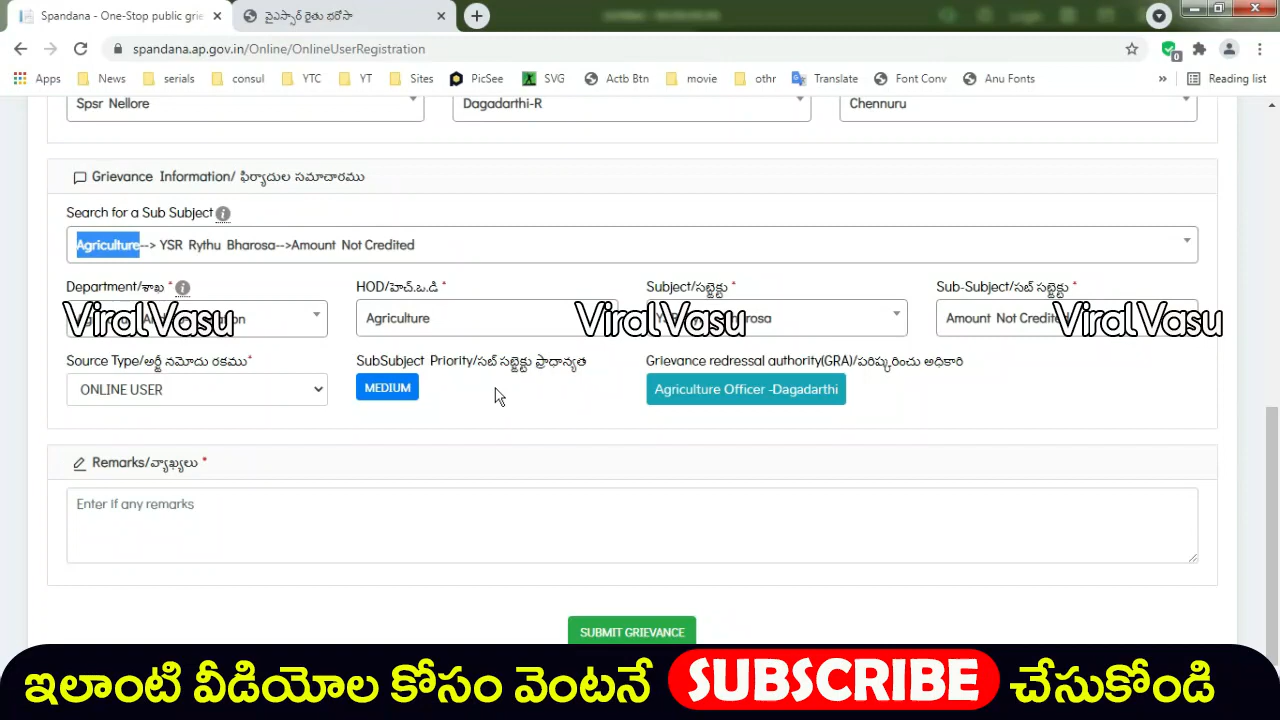 Spandana - One-Stop public grie
వైఎస్సార్ రైతు భరోసా
spandana.ap.gov.in/Online/OnlineUserRegistration
Apps News serials consul YTC YT Sites PicSee SVG Actb Btn movie othr Translate Font Conv Anu Fonts » Reading list
Spsr Nellore Dagadarthi-R Chennuru
Grievance Information/ ఫిర్యాదుల సమాచారము
Search for a Sub Subject
Agriculture--> YSR Rythu Bharosa-->Amount Not Credited
Department/శాఖ * HOD/హెచ్.ఒ.డి * Subject/సబ్జెక్టు * Sub-Subject/సబ్ సబ్జెక్టు *
Agriculture Amount Not Credited
ViralVasu ViralVasu ViralVasu
Source Type/అర్జీ నమోదు రకము* SubSubject Priority/సబ్ సబ్జెక్టు ప్రాధాన్యత Grievance redressal authority(GRA)/పరిష్కరించు అధికారి
ONLINE USER MEDIUM Agriculture Officer -Dagadarthi
Remarks/వ్యాఖ్యలు *
Enter If any remarks
SUBMIT GRIEVANCE
ఇలాంటి వీడియోల కోసం వెంటనే SUBSCRIBE చేసుకోండి